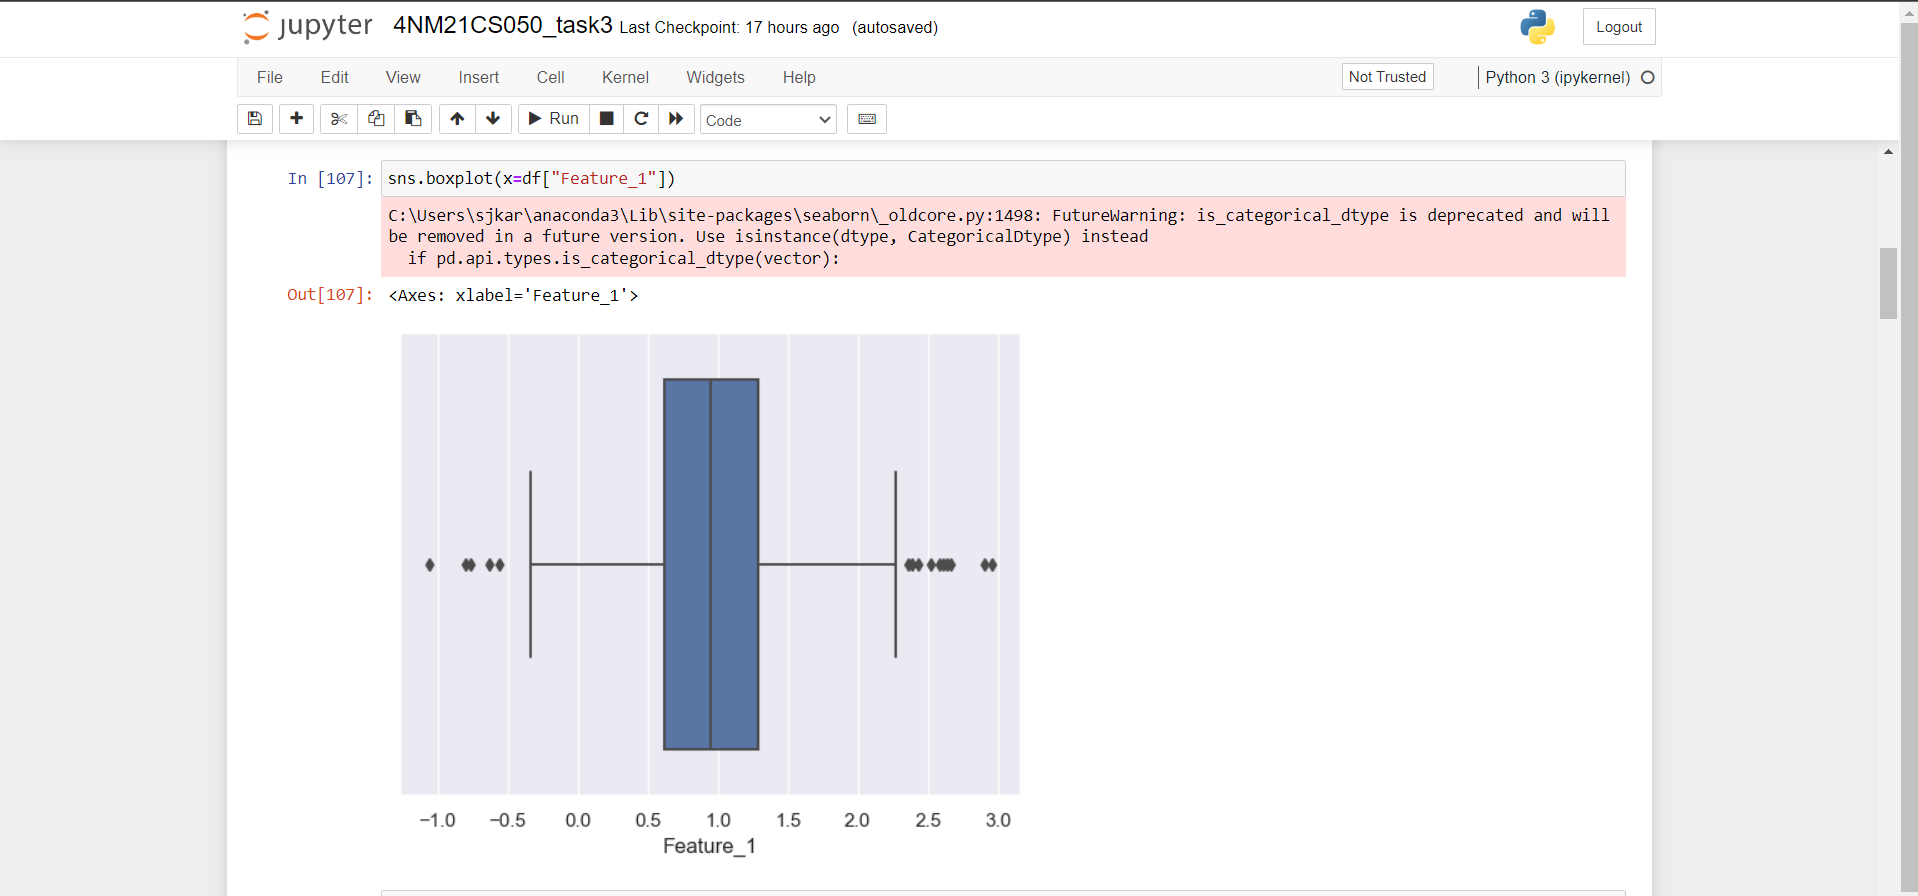 jupyter 4NM21CS050_task3 Last Checkpoint: 17 hours ago (autosaved)
Logout
File Edit View Insert Cell Kernel Widgets Help
Not Trusted
Python 3 (ipykernel)
Run
Code
In [107]: sns.boxplot(x=df["Feature_1"])
C:\Users\sjkar\anaconda3\Lib\site-packages\seaborn\_oldcore.py:1498: FutureWarning: is_categorical_dtype is deprecated and will
be removed in a future version. Use isinstance(dtype, CategoricalDtype) instead
  if pd.api.types.is_categorical_dtype(vector):
Out[107]: <Axes: xlabel='Feature_1'>
−1.0 −0.5 0.0 0.5 1.0 1.5 2.0 2.5 3.0
Feature_1